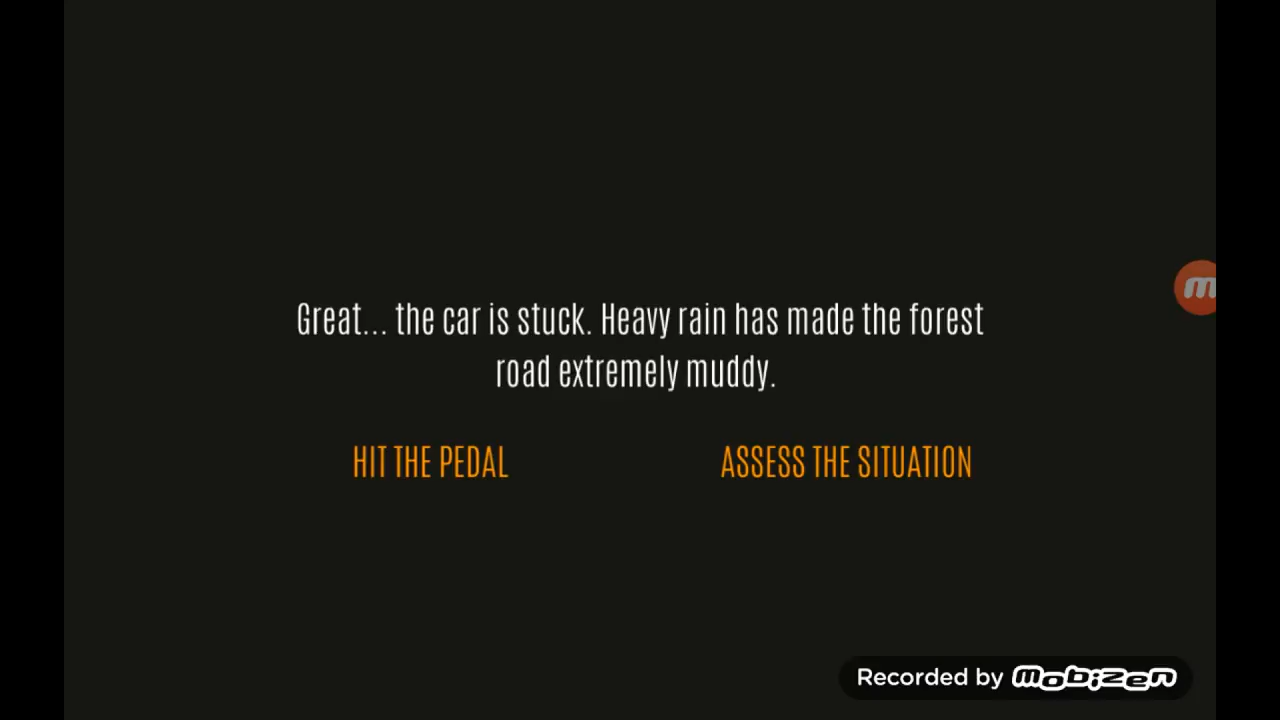 Great... the car is stuck. Heavy rain has made the forest
road extremely muddy.
HIT THE PEDAL
ASSESS THE SITUATION
m
Recorded by mobizen